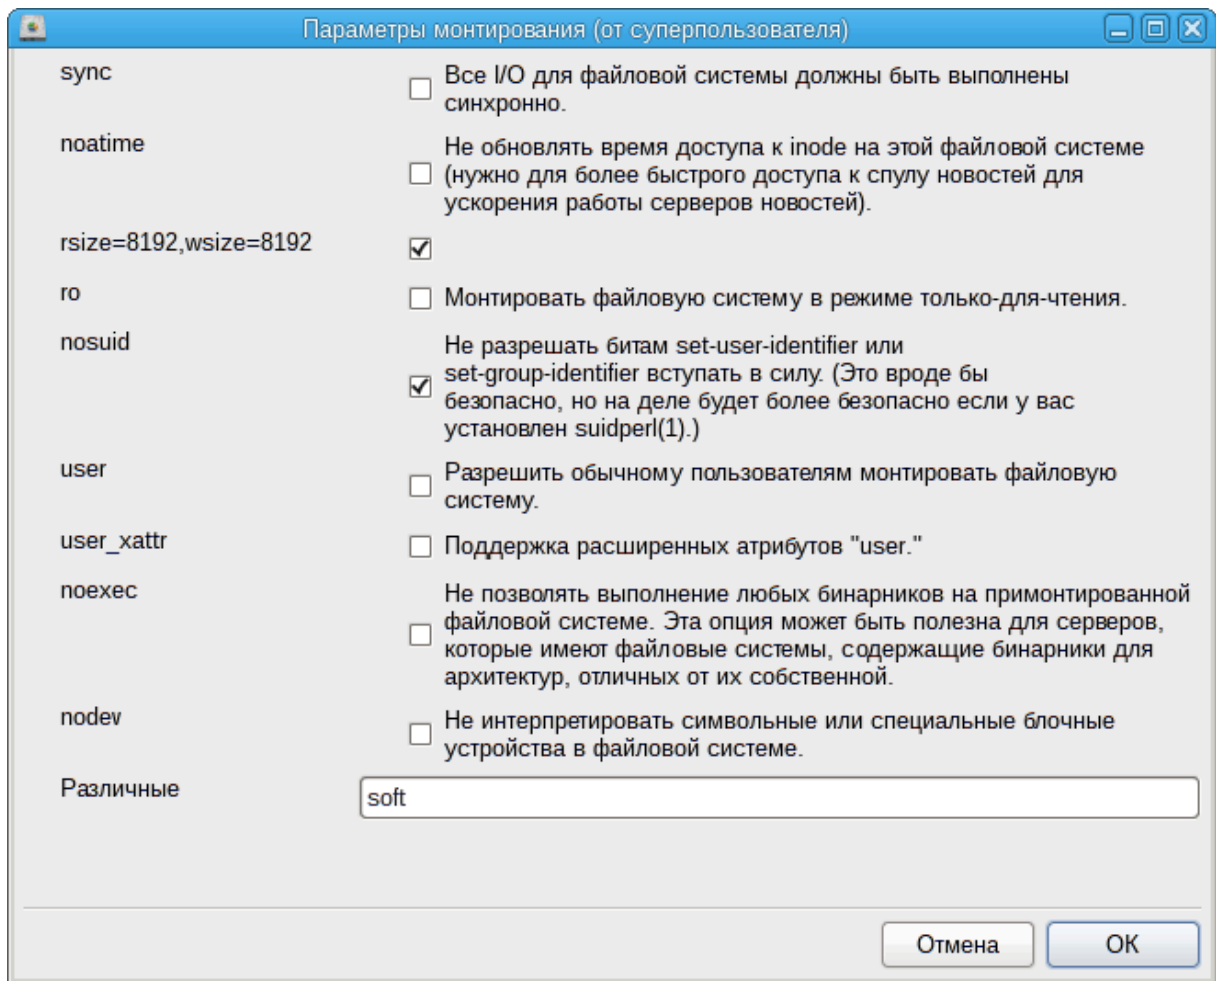 Параметры монтирования (от суперпользователя)
sync
Все I/O для файловой системы должны быть выполнены
синхронно.
noatime
Не обновлять время доступа к inode на этой файловой системе
(нужно для более быстрого доступа к спулу новостей для
ускорения работы серверов новостей).
rsize=8192,wsize=8192
ro
Монтировать файловую систему в режиме только-для-чтения.
nosuid
Не разрешать битам set-user-identifier или
set-group-identifier вступать в силу. (Это вроде бы
безопасно, но на деле будет более безопасно если у вас
установлен suidperl(1).)
user
Разрешить обычному пользователям монтировать файловую
систему.
user_xattr
Поддержка расширенных атрибутов "user."
noexec
Не позволять выполнение любых бинарников на примонтированной
файловой системе. Эта опция может быть полезна для серверов,
которые имеют файловые системы, содержащие бинарники для
архитектур, отличных от их собственной.
nodev
Не интерпретировать символьные или специальные блочные
устройства в файловой системе.
Различные
soft
Отмена
ОК